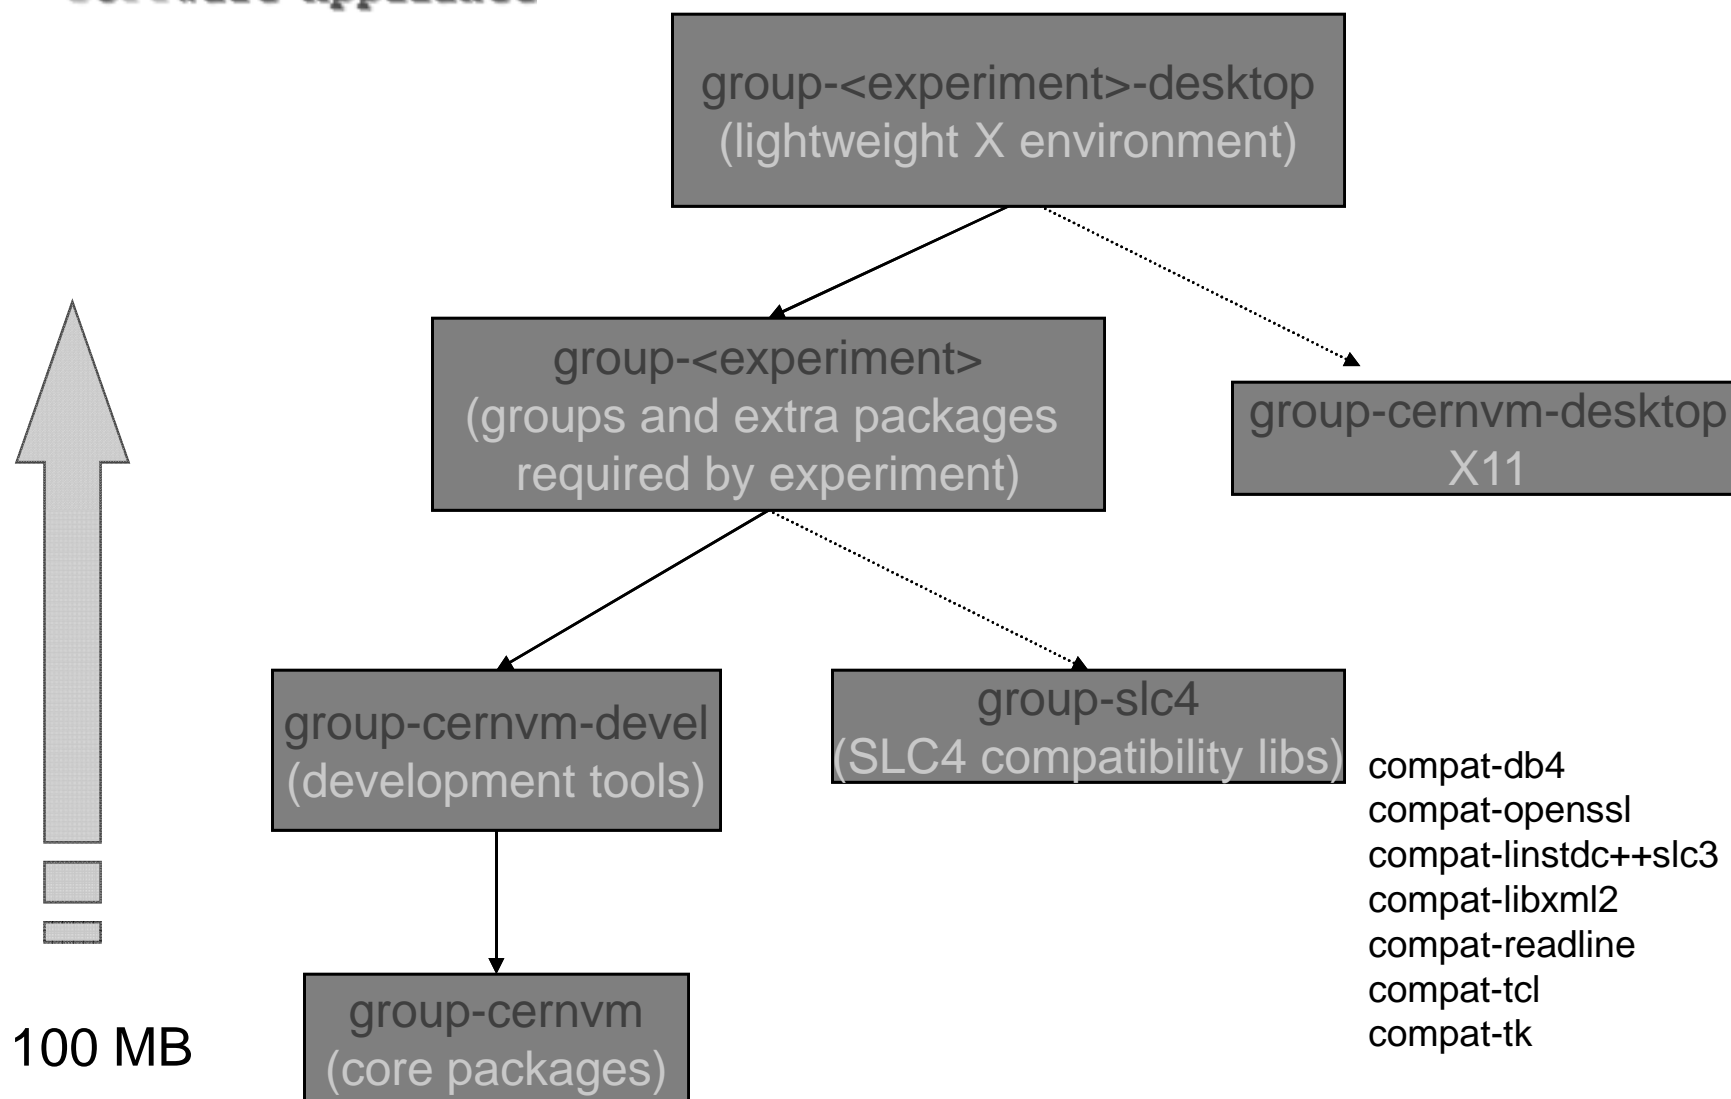 group-<experiment>-desktop
(lightweight X environment)
group-<experiment>
(groups and extra packages
required by experiment)
group-cernvm-desktop
X11
group-cernvm-devel
(development tools)
group-slc4
(SLC4 compatibility libs)
compat-db4
compat-openssl
compat-linstdc++slc3
compat-libxml2
compat-readline
compat-tcl
compat-tk
group-cernvm
(core packages)
100 MB